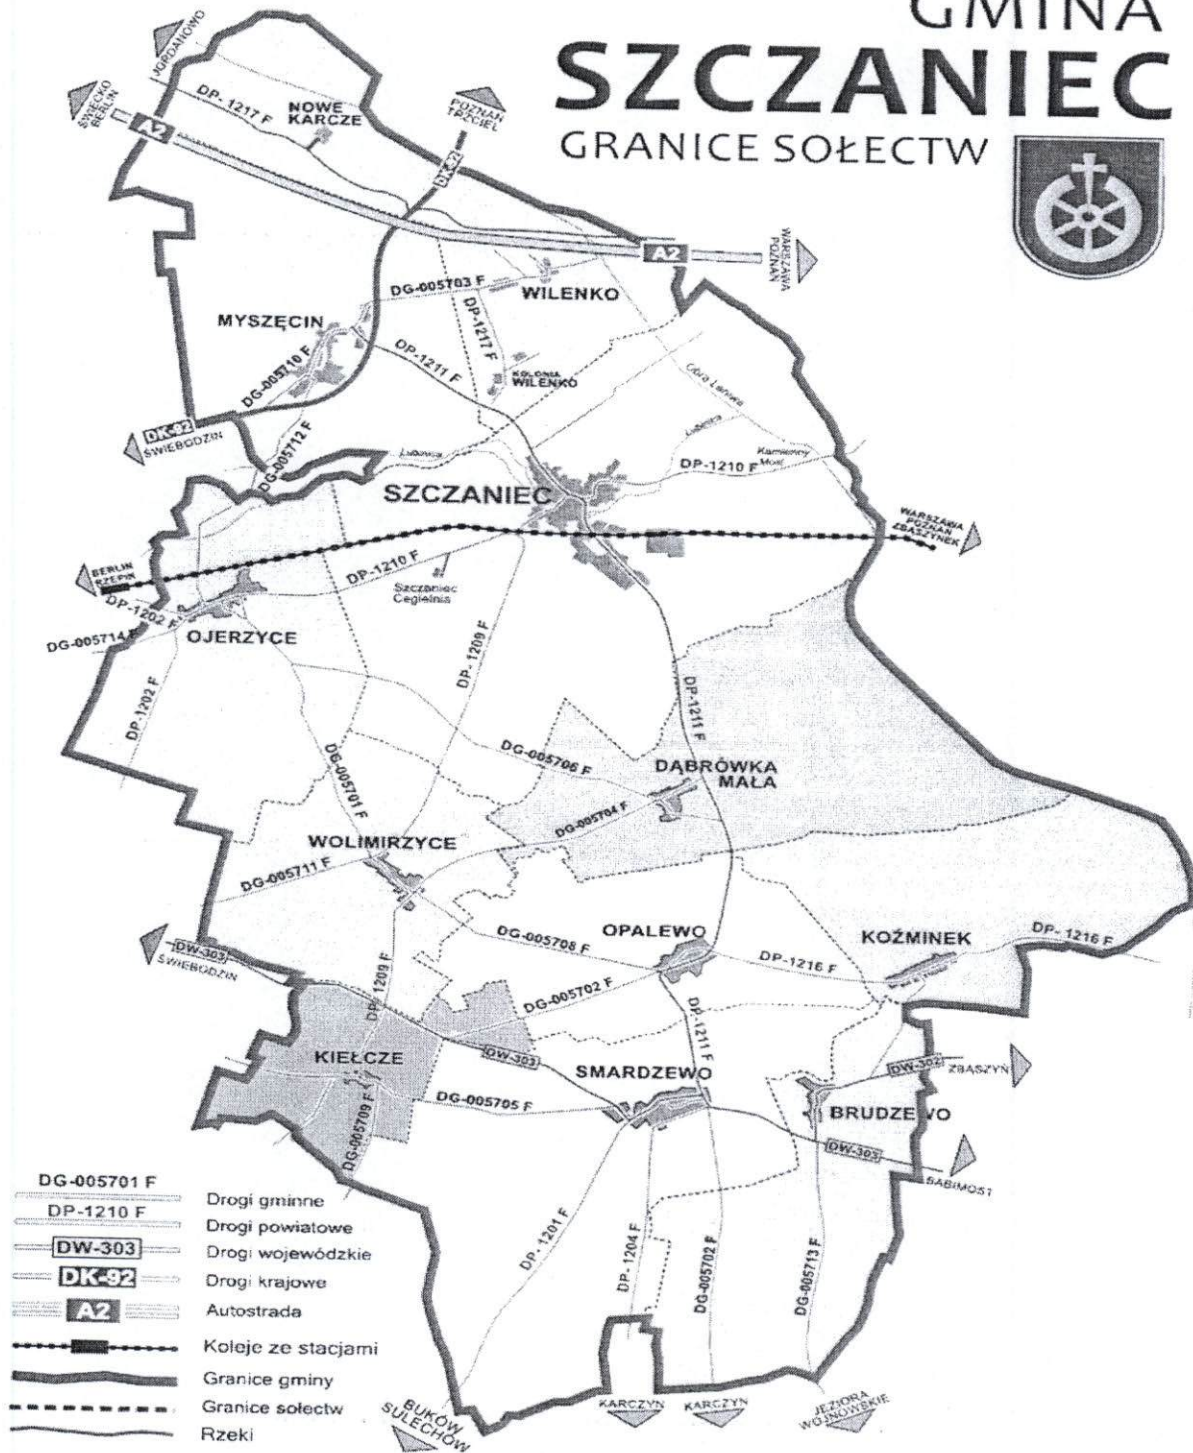 GMINA
SZCZANIEC
GRANICE SOŁECTW
JORDANOWO
ŚWIECKO
BERLIN
A2
DP- 1217 F
NOWE
KARCZE
POZNAŃ
TRZCIEL
A2
WARSZAWA
POZNAŃ
DG-005703 F
WILENKO
MYSZĘCIN
DP-1217 F
DP-1211 F
DG-005710 F
KOLONIA
WILENKO
Góra Laniwa
DK-92
ŚWIEBODZIN
DG-005712 F
Lubinica
Lubinica
Kamienny
Most
DP-1210 F
SZCZANIEC
WARSZAWA
POZNAŃ
ZBĄSZYNEK
BERLIN
RZEPIN
DP-1210 F
Szczaniec
Cegielnia
DP-1202 F
DG-005714 F
OJERZYCE
DP- 1209 F
DP-1202 F
DP-1211 F
DG-005706 F
DĄBRÓWKA
MAŁA
DG-005701 F
DG-005704 F
WOLIMIRZYCE
DG-005711 F
DG-005708 F
OPALEWO
KOŹMINEK
DP- 1216 F
DP-1216 F
DW-303
ŚWIEBODZIN
DP- 1209 F
DG-005702 F
DP-1211 F
KIEŁCZE
DW-303
SMARDZEWO
DW-302
ZBĄSZYŃ
DG-005705 F
BRUDZEWO
DG-005709 F
DW-303
BABIMOST
DP- 1201 F
DP- 1204 F
DG-005702 F
DG-005713 F
DG-005701 F
Drogi gminne
DP-1210 F
Drogi powiatowe
DW-303
Drogi wojewódzkie
DK-92
Drogi krajowe
A2
Autostrada
Koleje ze stacjami
Granice gminy
Granice sołectw
Rzeki
BUKÓW
SULECHÓW
KARCZYN
KARCZYN
JEZIORA
WOJNOWSKIE